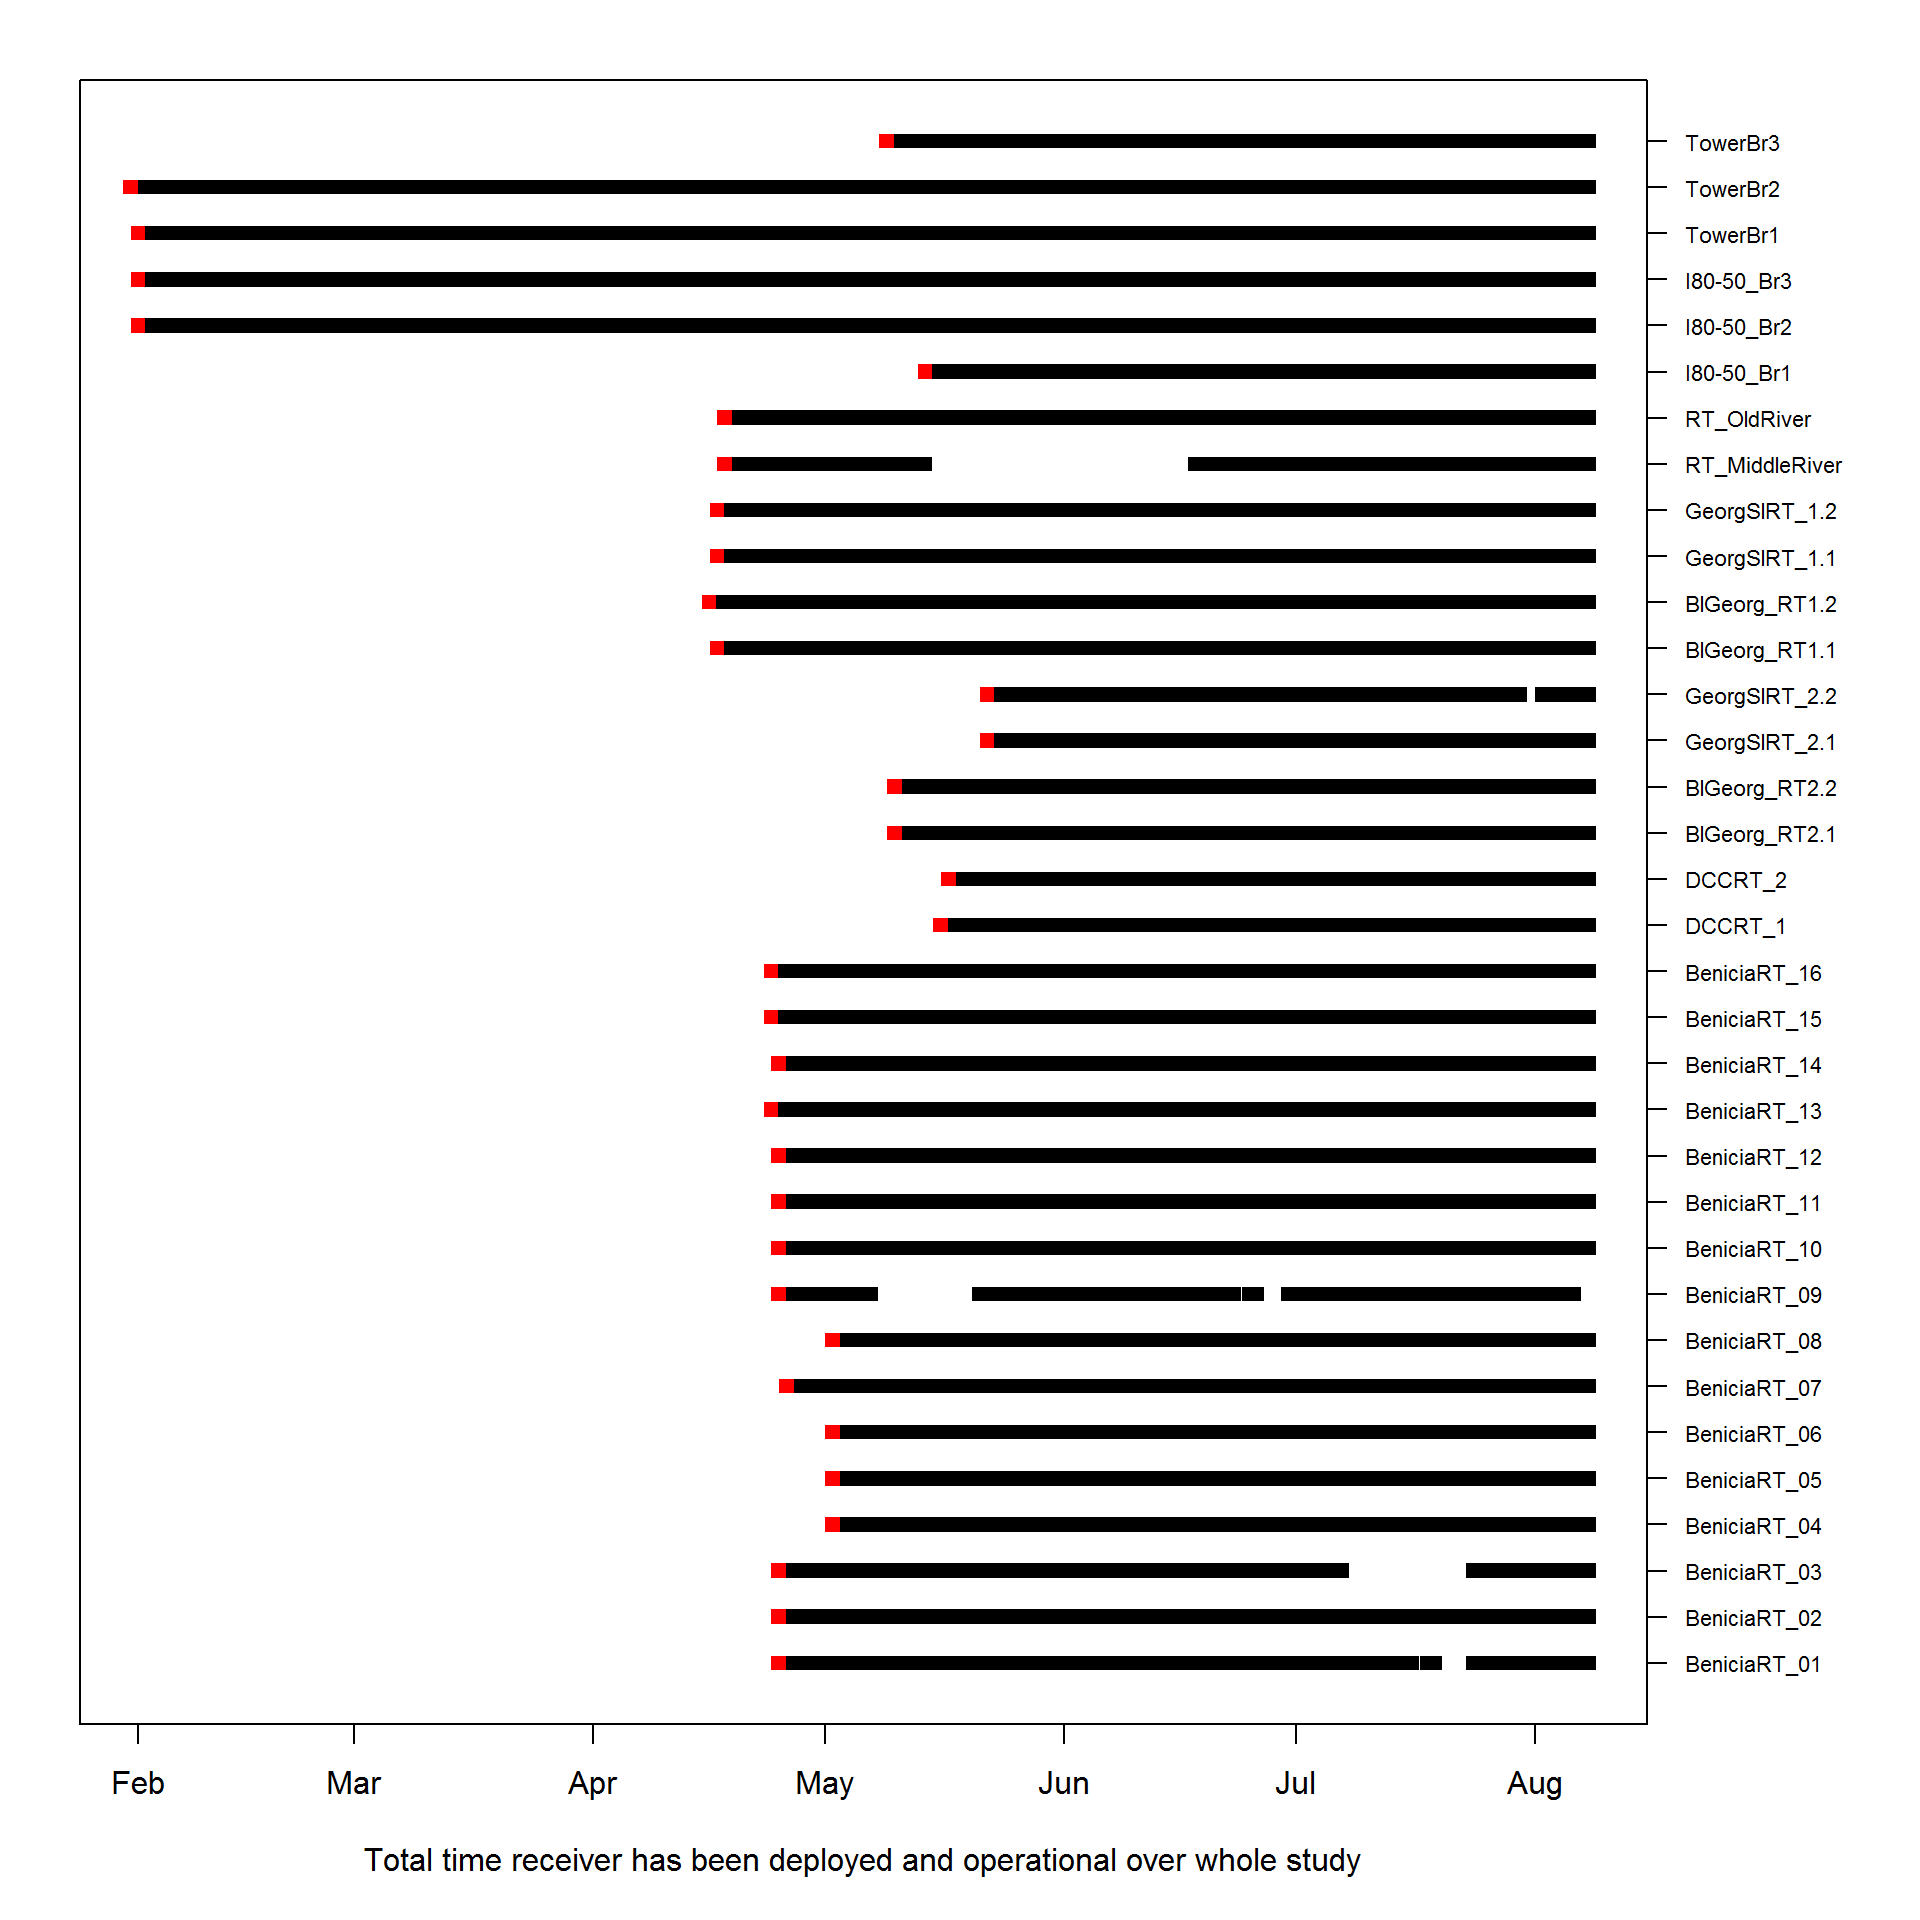 TowerBr3
TowerBr2
TowerBr1
I80-50_Br3
I80-50_Br2
I80-50_Br1
RT_OldRiver
RT_MiddleRiver
GeorgSlRT_1.2
GeorgSlRT_1.1
BlGeorg_RT1.2
BlGeorg_RT1.1
GeorgSlRT_2.2
GeorgSlRT_2.1
BlGeorg_RT2.2
BlGeorg_RT2.1
DCCRT_2
DCCRT_1
BeniciaRT_16
BeniciaRT_15
BeniciaRT_14
BeniciaRT_13
BeniciaRT_12
BeniciaRT_11
BeniciaRT_10
BeniciaRT_09
BeniciaRT_08
BeniciaRT_07
BeniciaRT_06
BeniciaRT_05
BeniciaRT_04
BeniciaRT_03
BeniciaRT_02
BeniciaRT_01
Feb Mar Apr May Jun Jul Aug
Total time receiver has been deployed and operational over whole study